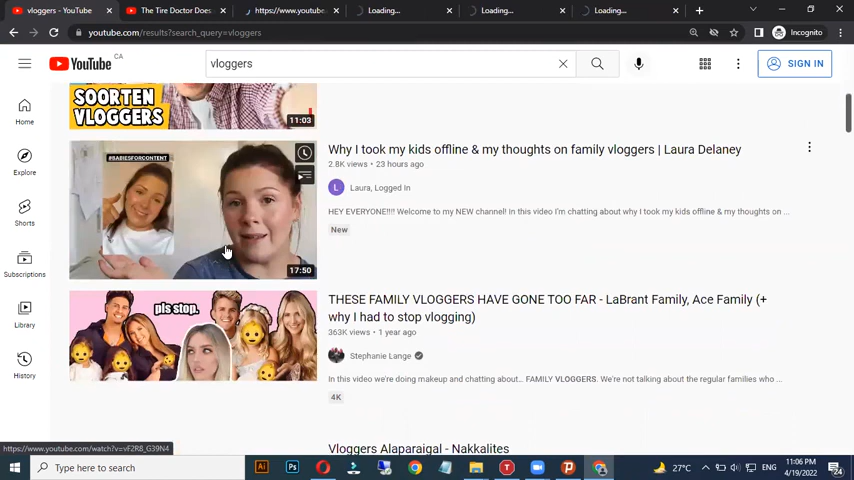 vloggers - YouTube
The Tire Doctor Does
https://www.youtube.
Loading...
Loading...
Loading...
youtube.com/results?search_query=vloggers
Incognito
YouTube CA
vloggers
SIGN IN
Home
Explore
Shorts
Subscriptions
Library
History
SOORTEN
VLOGGERS
11:03
#BABIESFORCONTENT
17:50
Why I took my kids offline & my thoughts on family vloggers | Laura Delaney
2.8K views • 23 hours ago
L
Laura, Logged In
HEY EVERYONE!!!! Welcome to my NEW channel! In this video I'm chatting about why I took my kids offline & my thoughts on ...
New
pls stop.
THESE FAMILY VLOGGERS HAVE GONE TOO FAR - LaBrant Family, Ace Family (+
why I had to stop vlogging)
363K views • 1 year ago
Stephanie Lange
In this video we're doing makeup and chatting about... FAMILY VLOGGERS. We're not talking about the regular families who ...
4K
Vloggers Alaparaigal - Nakkalites
https://www.youtube.com/watch?v=vF2R8_G39N4
Type here to search
Ai
Ps
27°C
ENG
11:06 PM
4/19/2022
24